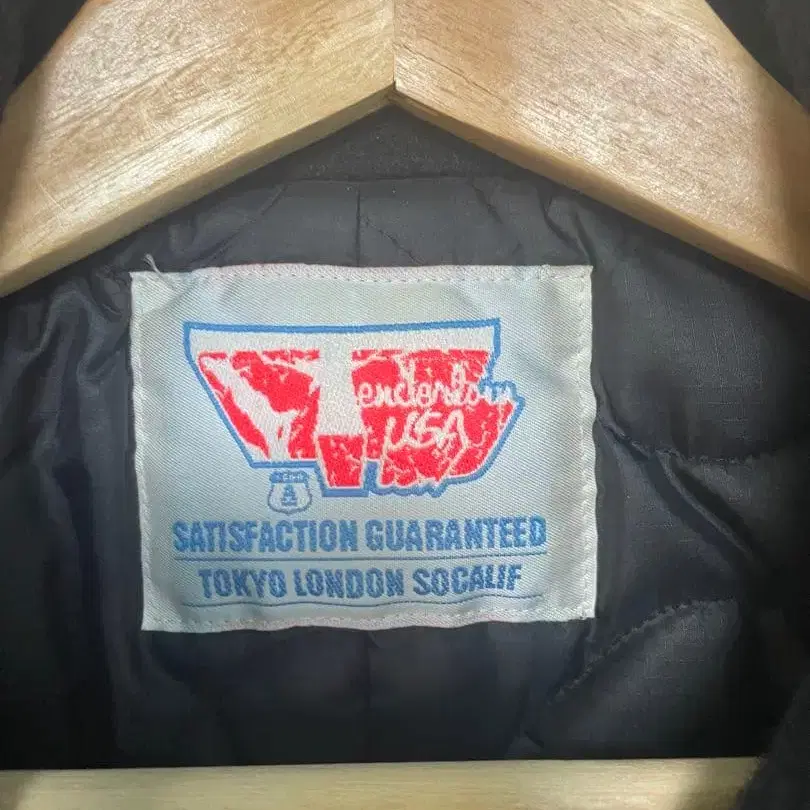 Tenderloin
USA
SATISFACTION GUARANTEED
TOKYO LONDON SOCALIF